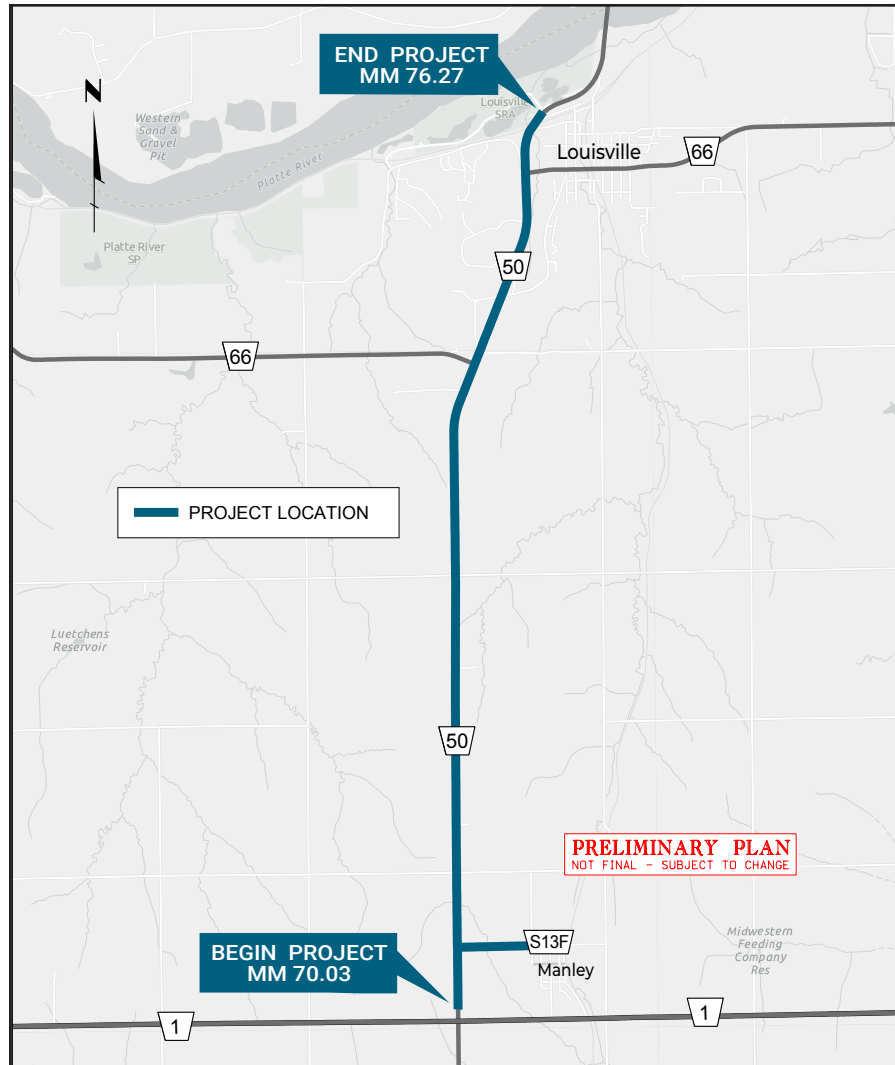 END PROJECT
MM 76.27
N
Western
Sand &
Gravel
Pit
Louisville
SRA
Platte River
Louisville
66
Platte River
SP
50
66
PROJECT LOCATION
Luetchens
Reservoir
50
PRELIMINARY PLAN
NOT FINAL - SUBJECT TO CHANGE
BEGIN PROJECT
MM 70.03
S13F
Manley
Midwestern
Feeding
Company
Res
1
1